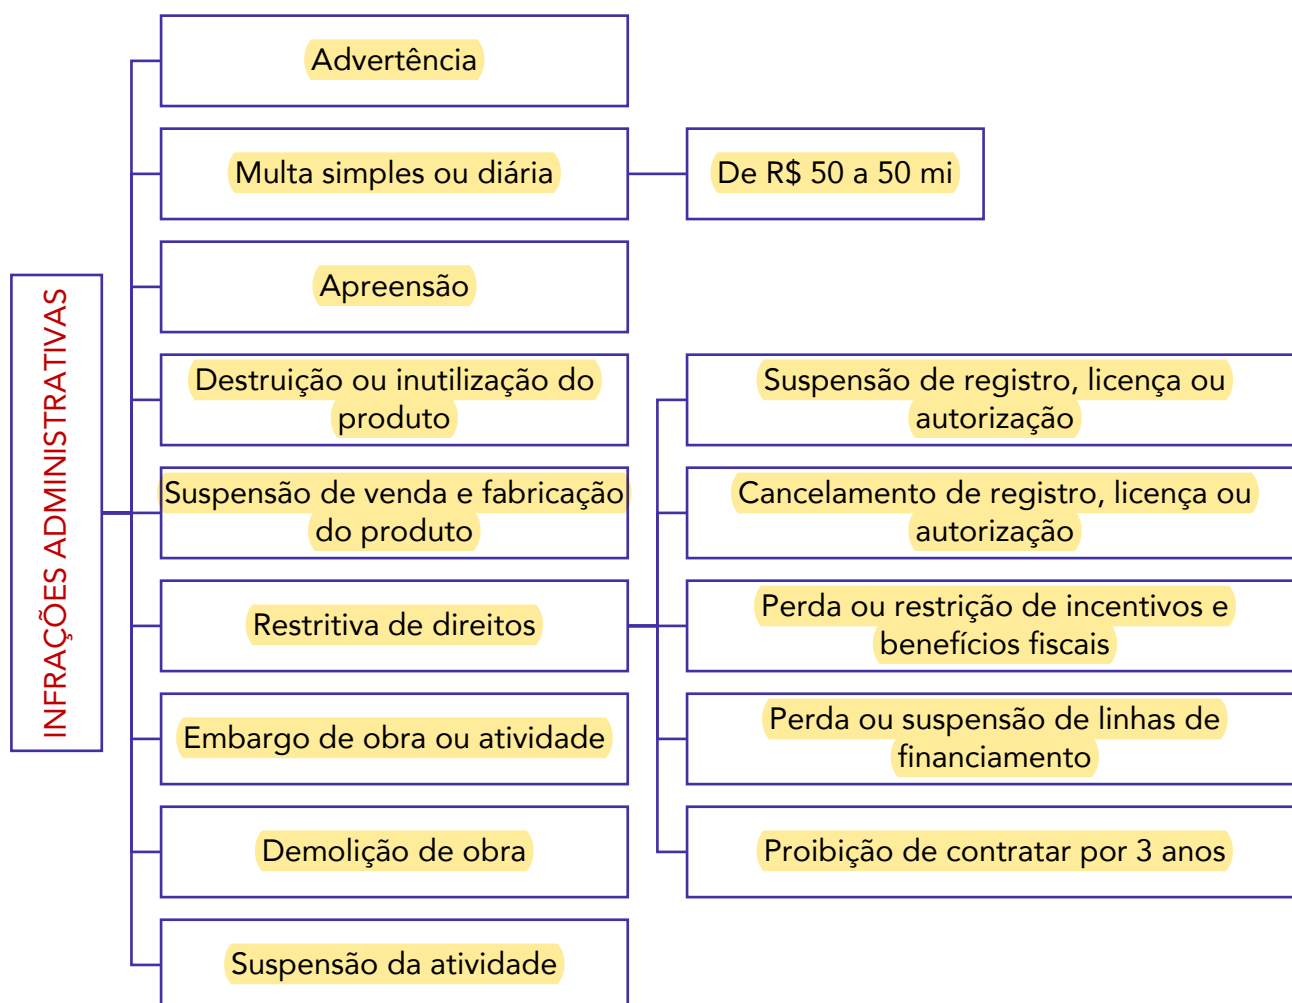 INFRAÇÕES ADMINISTRATIVAS
Advertência
Multa simples ou diária
De R$ 50 a 50 mi
Apreensão
Destruição ou inutilização do
produto
Suspensão de venda e fabricação
do produto
Restritiva de direitos
Suspensão de registro, licença ou
autorização
Cancelamento de registro, licença ou
autorização
Perda ou restrição de incentivos e
benefícios fiscais
Perda ou suspensão de linhas de
financiamento
Proibição de contratar por 3 anos
Embargo de obra ou atividade
Demolição de obra
Suspensão da atividade